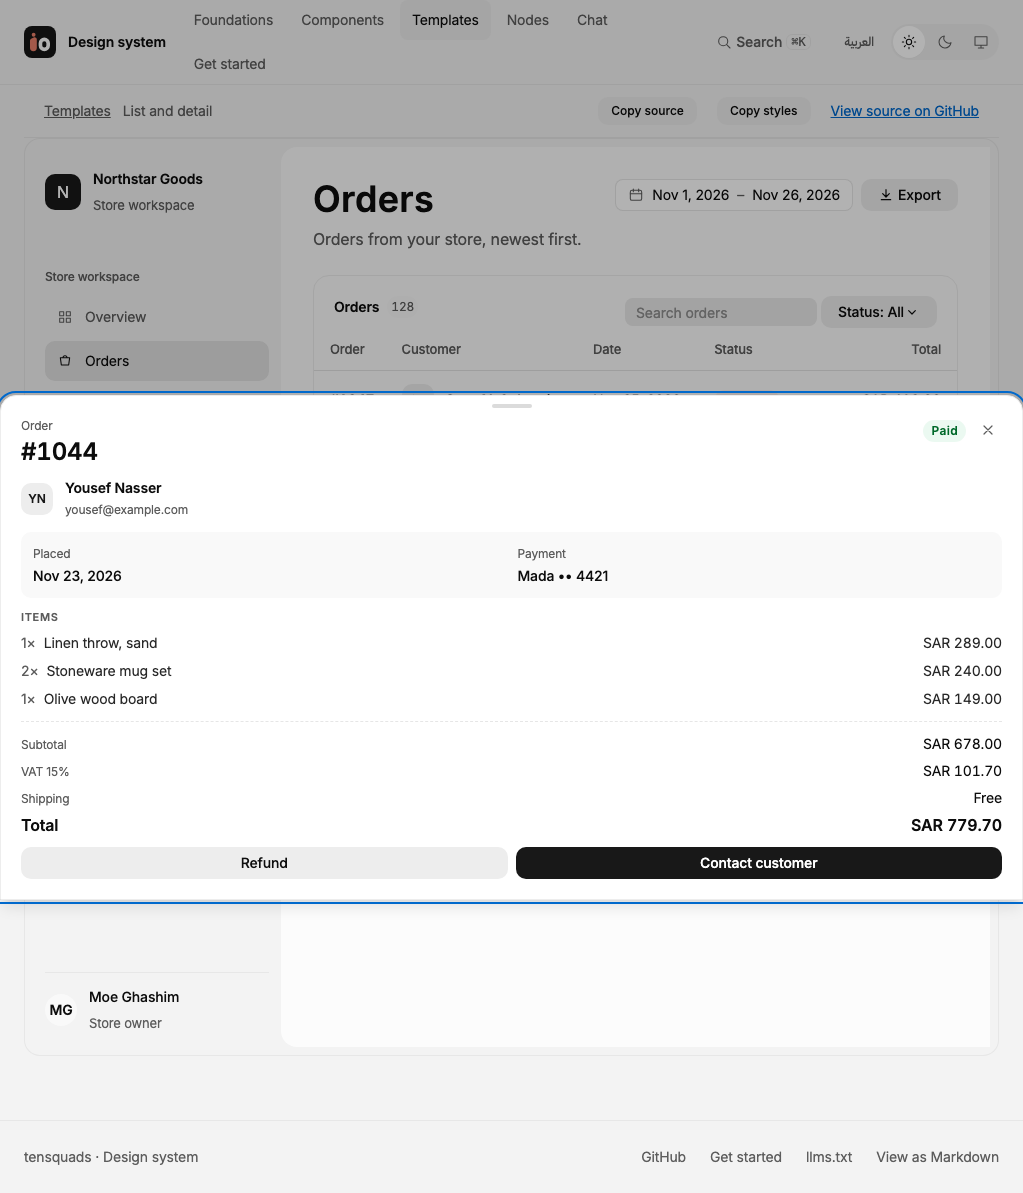 io Design system
Foundations Components Templates Nodes Chat
Get started
Search ⌘K
العربية
Templates List and detail
Copy source Copy styles View source on GitHub
N Northstar Goods
Store workspace
Store workspace
Overview
Orders
Orders
Nov 1, 2026 – Nov 26, 2026 Export
Orders from your store, newest first.
Orders 128 Search orders Status: All
Order Customer Date Status Total
Order
#1044
Paid
YN Yousef Nasser
yousef@example.com
Placed Payment
Nov 23, 2026 Mada •• 4421
ITEMS
1× Linen throw, sand SAR 289.00
2× Stoneware mug set SAR 240.00
1× Olive wood board SAR 149.00
Subtotal SAR 678.00
VAT 15% SAR 101.70
Shipping Free
Total SAR 779.70
Refund Contact customer
MG Moe Ghashim
Store owner
tensquads · Design system GitHub Get started llms.txt View as Markdown